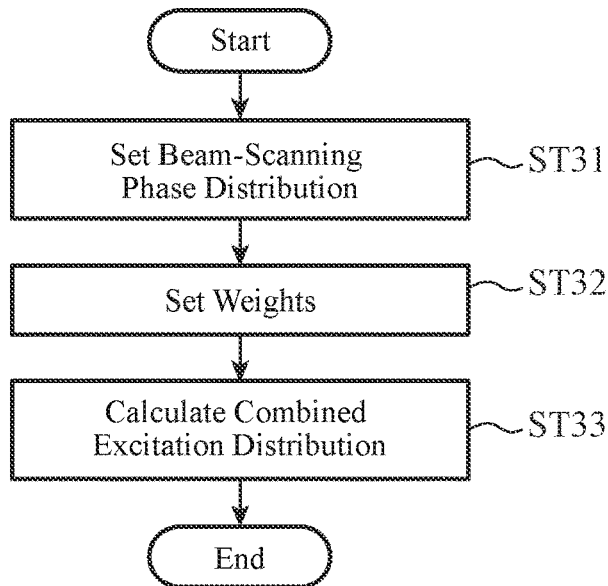 Start
Set Beam-Scanning
Phase Distribution
ST31
Set Weights
ST32
Calculate Combined
Excitation Distribution
ST33
End